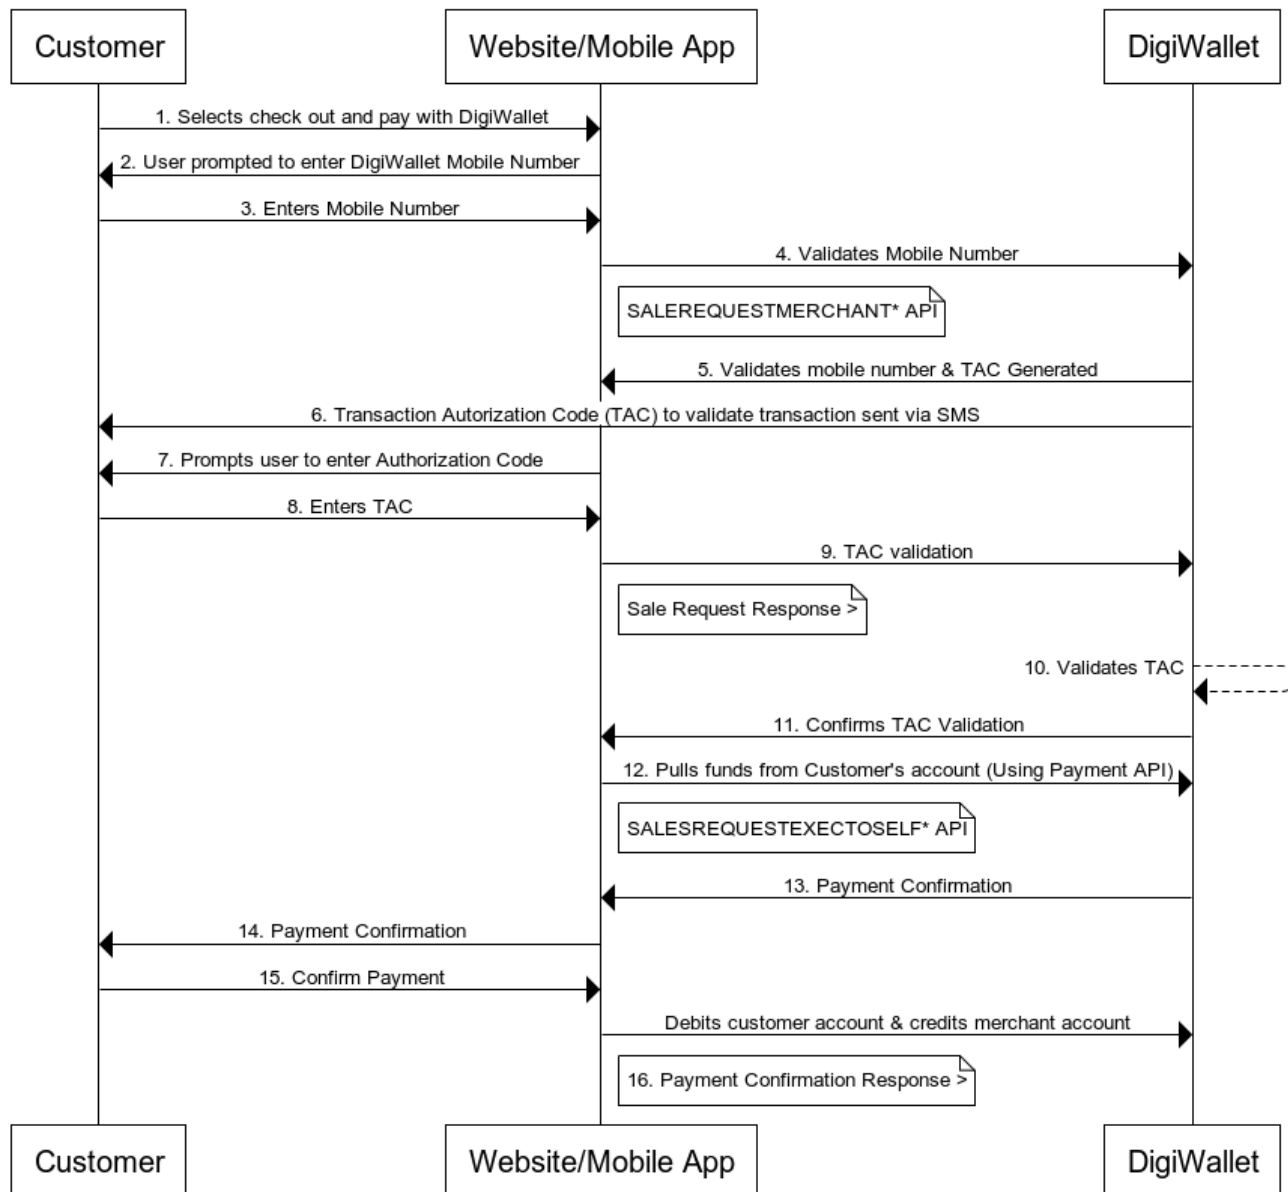 Customer
Website/Mobile App
DigiWallet
1. Selects check out and pay with DigiWallet
2. User prompted to enter DigiWallet Mobile Number
3. Enters Mobile Number
4. Validates Mobile Number
SALEREQUESTMERCHANT* API
5. Validates mobile number & TAC Generated
6. Transaction Autorization Code (TAC) to validate transaction sent via SMS
7. Prompts user to enter Authorization Code
8. Enters TAC
9. TAC validation
Sale Request Response >
10. Validates TAC
11. Confirms TAC Validation
12. Pulls funds from Customer's account (Using Payment API)
SALESREQUESTEXECTOSELF* API
13. Payment Confirmation
14. Payment Confirmation
15. Confirm Payment
Debits customer account & credits merchant account
16. Payment Confirmation Response >
Customer
Website/Mobile App
DigiWallet